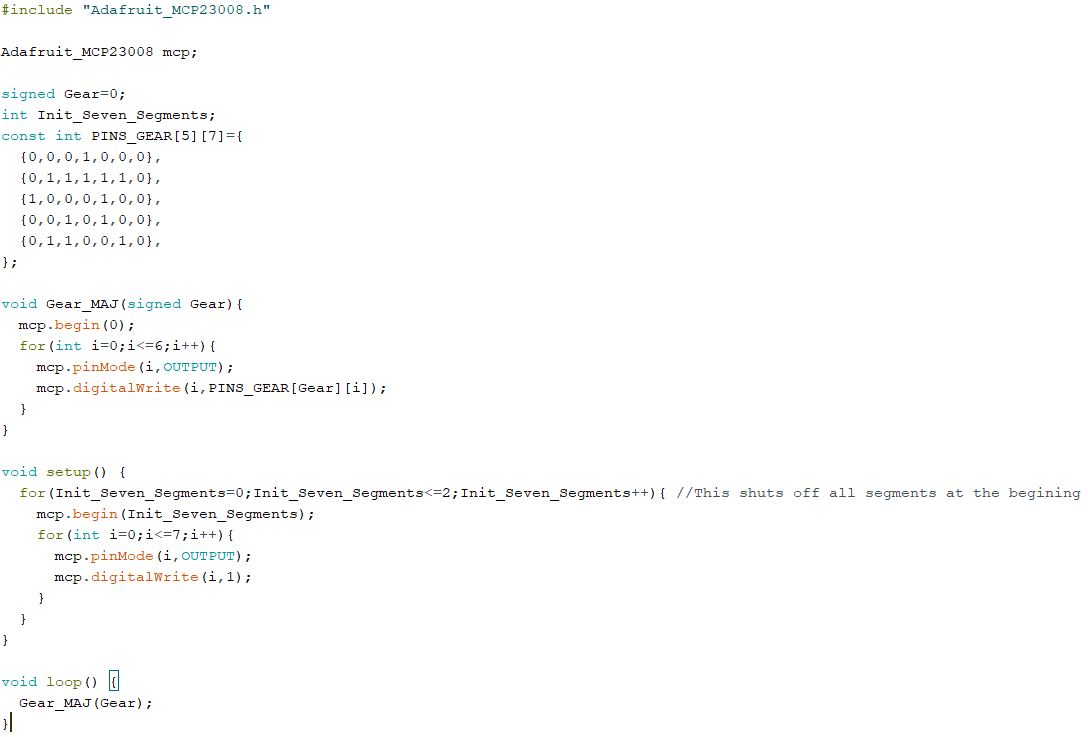 #include "Adafruit_MCP23008.h"
Adafruit_MCP23008 mcp;
signed Gear=0;
int Init_Seven_Segments;
const int PINS_GEAR[5][7]={
{0,0,0,1,0,0,0},
{0,1,1,1,1,1,0},
{1,0,0,0,1,0,0},
{0,0,1,0,1,0,0},
{0,1,1,0,0,1,0},
};
void Gear_MAJ(signed Gear){
mcp.begin(0);
for(int i=0;i<=6;i++){
mcp.pinMode(i,OUTPUT);
mcp.digitalWrite(i,PINS_GEAR[Gear][i]);
}
}
void setup() {
for(Init_Seven_Segments=0;Init_Seven_Segments<=2;Init_Seven_Segments++){ //This shuts off all segments at the begining
mcp.begin(Init_Seven_Segments);
for(int i=0;i<=7;i++){
mcp.pinMode(i,OUTPUT);
mcp.digitalWrite(i,1);
}
}
}
void loop() {
Gear_MAJ(Gear);
}